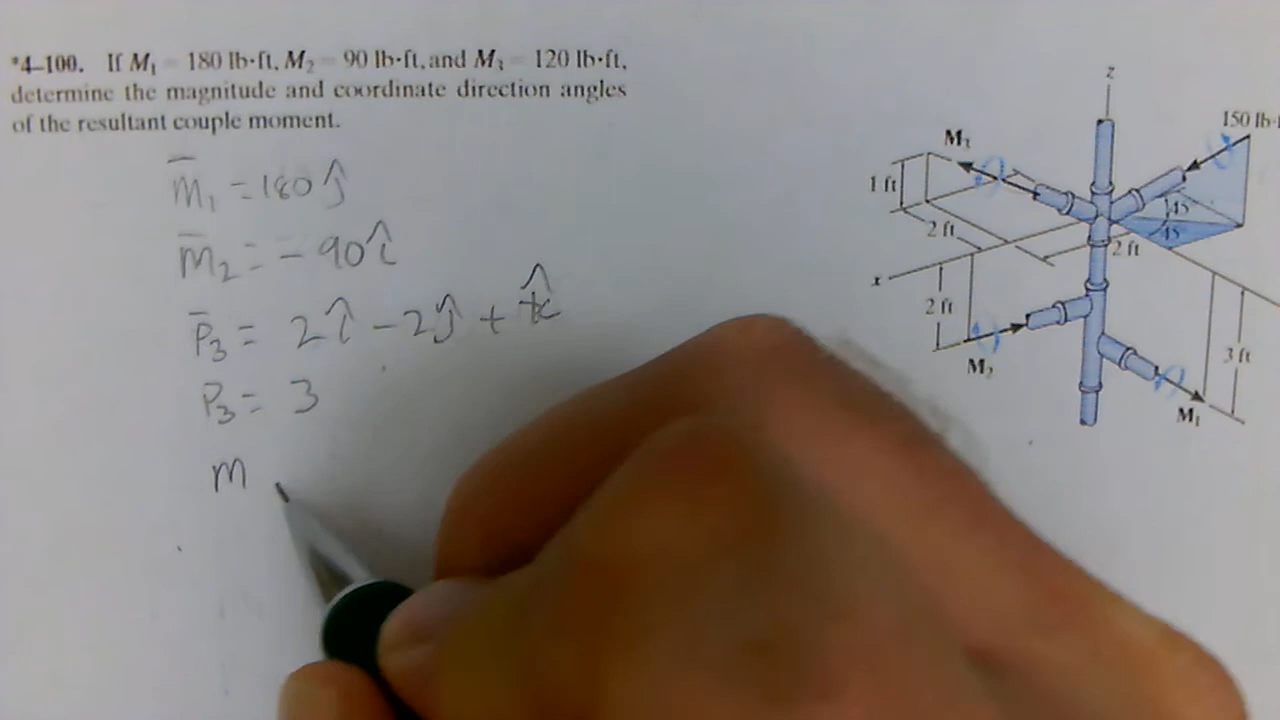 *4–100. If M₁ = 180 lb·ft, M₂ = 90 lb·ft, and M₃ = 120 lb·ft,
determine the magnitude and coordinate direction angles
of the resultant couple moment.
M̄₁ = 180 ĵ
M̄₂ = - 90 î
P̄₃ = 2 î - 2 ĵ + k̂
P₃ = 3
M
z
150 lb·
M₃
1 ft
45
2 ft
45
2 ft
x
2 ft
3 ft
M₂
M₁